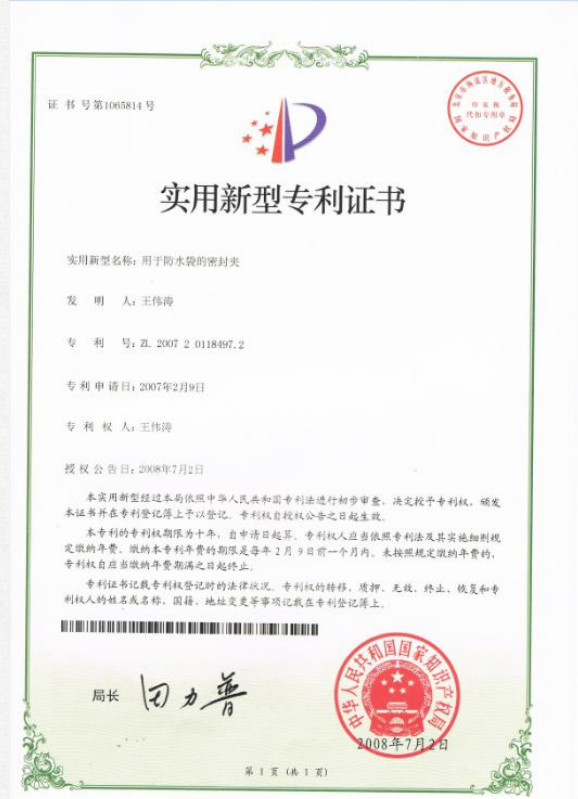 证书号第1065814号
印花税
代扣专用章
实用新型专利证书
实用新型名称：用于防水袋的密封夹
发明人：王伟涛
专利号：ZL 2007 2 0118497.2
专利申请日：2007年2月9日
专利权人：王伟涛
授权公告日：2008年7月2日
本实用新型经过本局依照中华人民共和国专利法进行初步审查，决定授予专利权，颁发
本证书并在专利登记簿上予以登记。专利权自授权公告之日起生效。
本专利的专利权期限为十年，自申请日起算。专利权人应当依照专利法及其实施细则规
定缴纳年费。缴纳本专利年费的期限是每年2月9日前一个月内。未按照规定缴纳年费的，
专利权自应当缴纳年费期满之日起终止。
专利证书记载专利权登记时的法律状况。专利权的转移、质押、无效、终止、恢复和专
利权人的姓名或名称、国籍、地址变更等事项记载在专利登记簿上。
局长
田力普
中华人民共和国国家知识产权局
2008年7月2日
第1页（共1页）